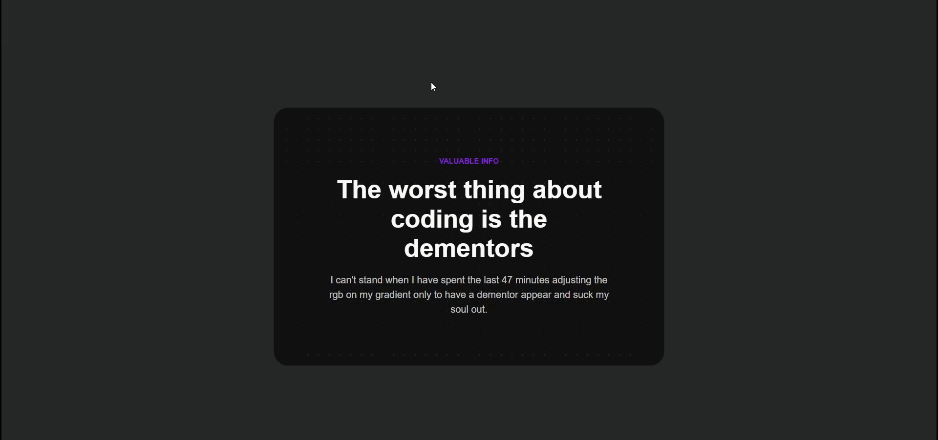 VALUABLE INFO
The worst thing about
coding is the
dementors
I can't stand when I have spent the last 47 minutes adjusting the
rgb on my gradient only to have a dementor appear and suck my
soul out.